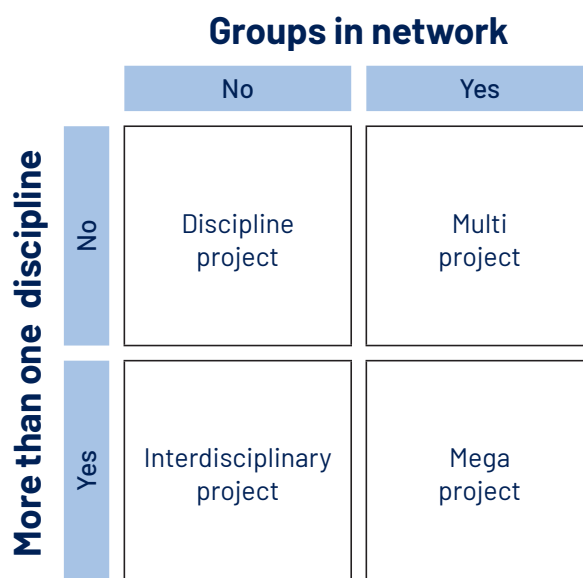 Groups in network
No
Yes
More than one discipline
No
Discipline
project
Multi
project
Yes
Interdisciplinary
project
Mega
project